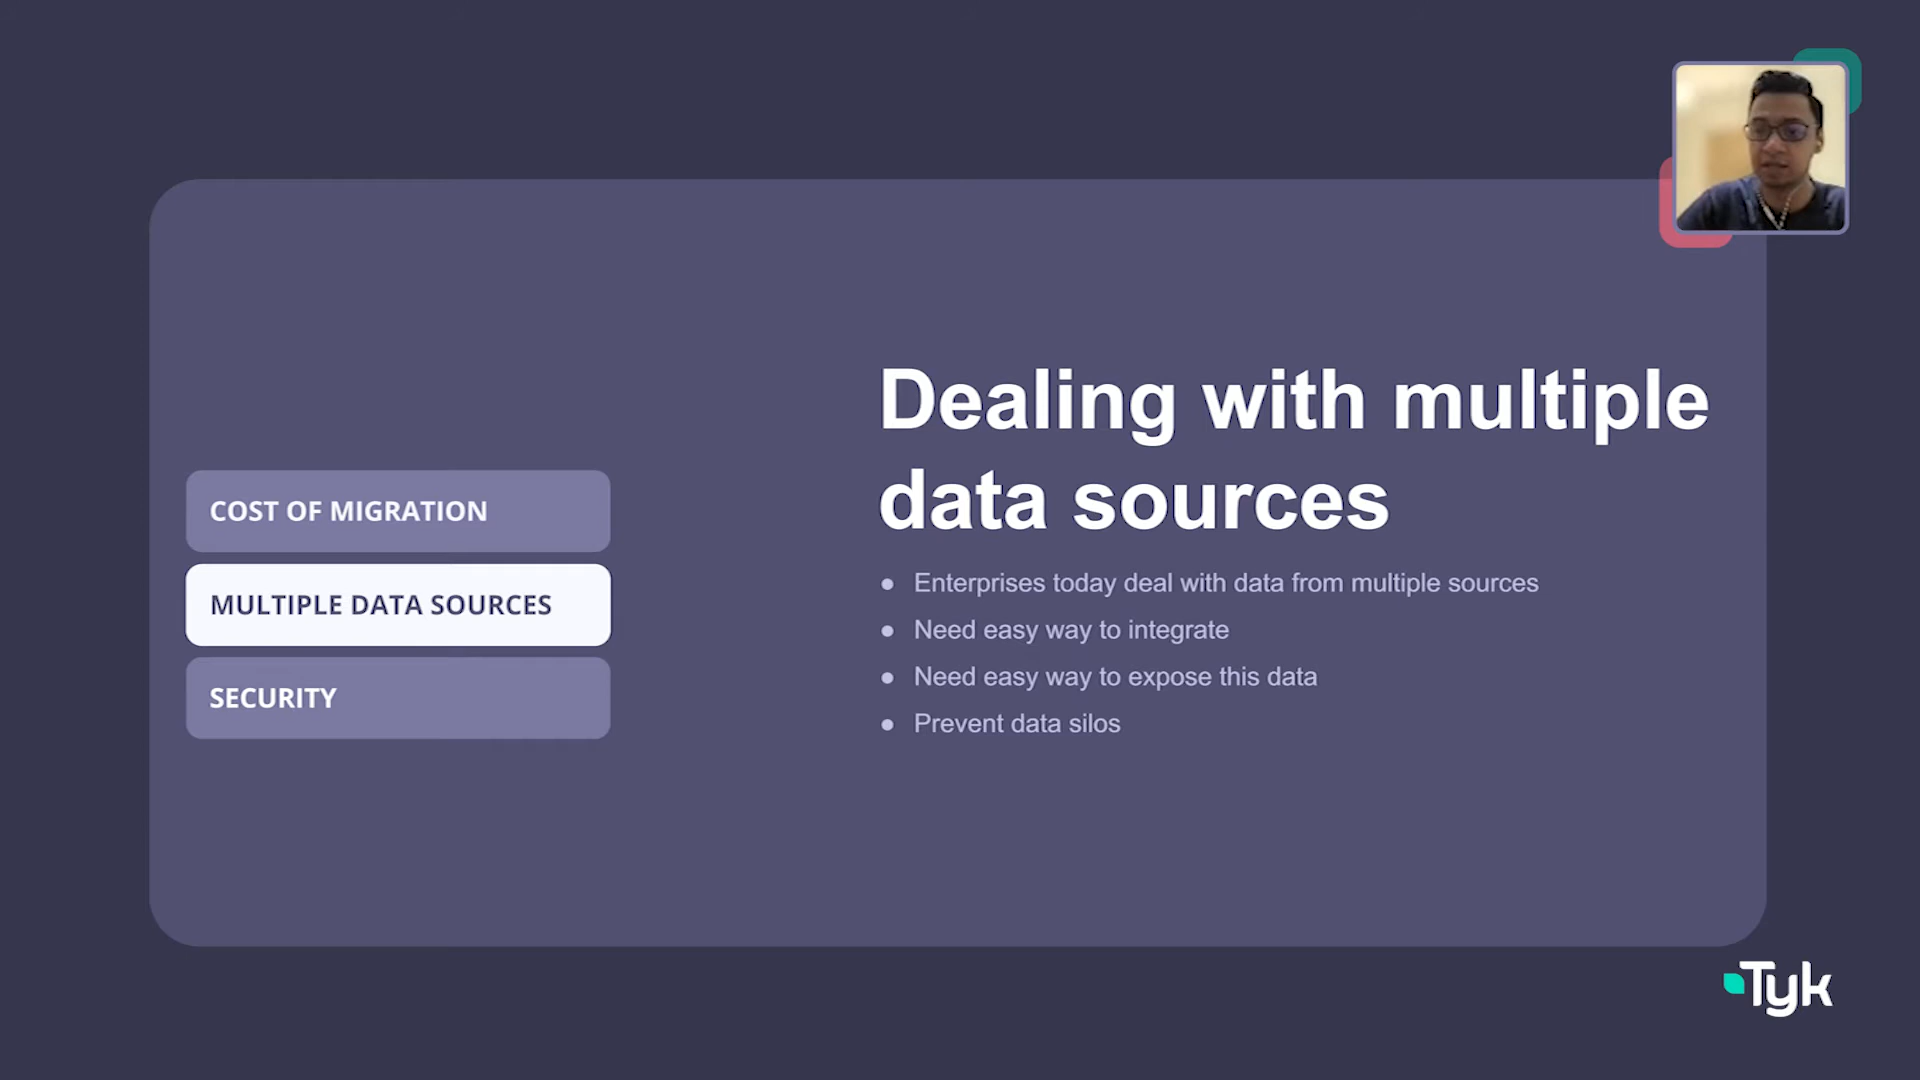 COST OF MIGRATION
MULTIPLE DATA SOURCES
SECURITY
Dealing with multiple
data sources
● Enterprises today deal with data from multiple sources
● Need easy way to integrate
● Need easy way to expose this data
● Prevent data silos
Tyk